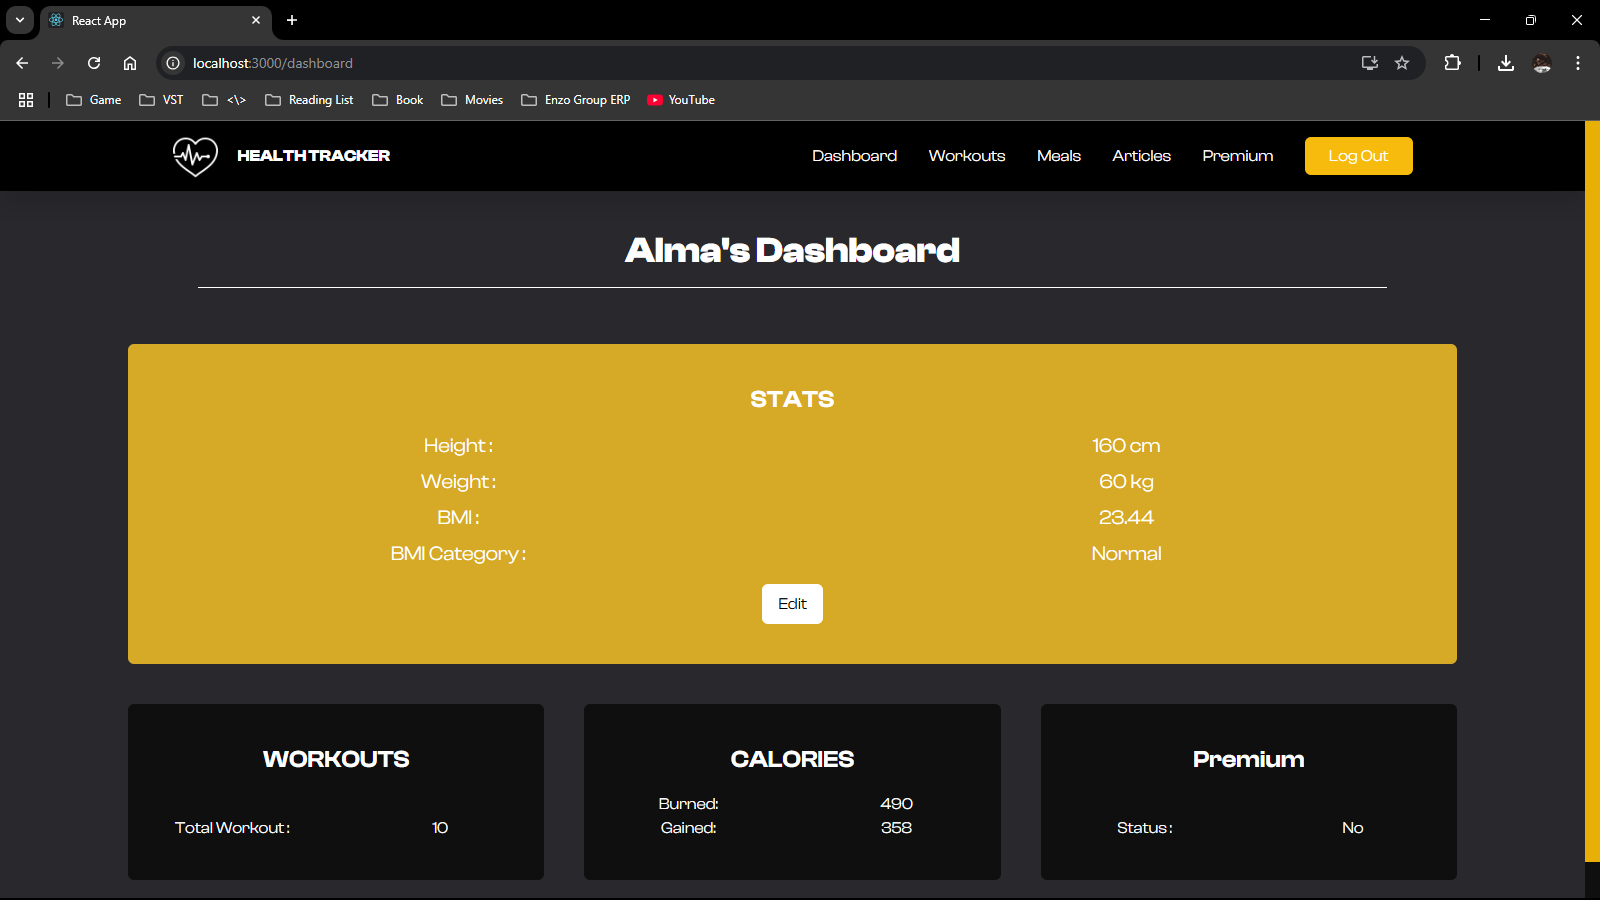 React App
localhost:3000/dashboard
Game VST <\> Reading List Book Movies Enzo Group ERP YouTube
HEALTH TRACKER Dashboard Workouts Meals Articles Premium Log Out
Alma's Dashboard
STATS
Height : 160 cm
Weight : 60 kg
BMI : 23.44
BMI Category : Normal
Edit
WORKOUTS
Total Workout : 10
CALORIES
Burned: 490
Gained: 358
Premium
Status : No